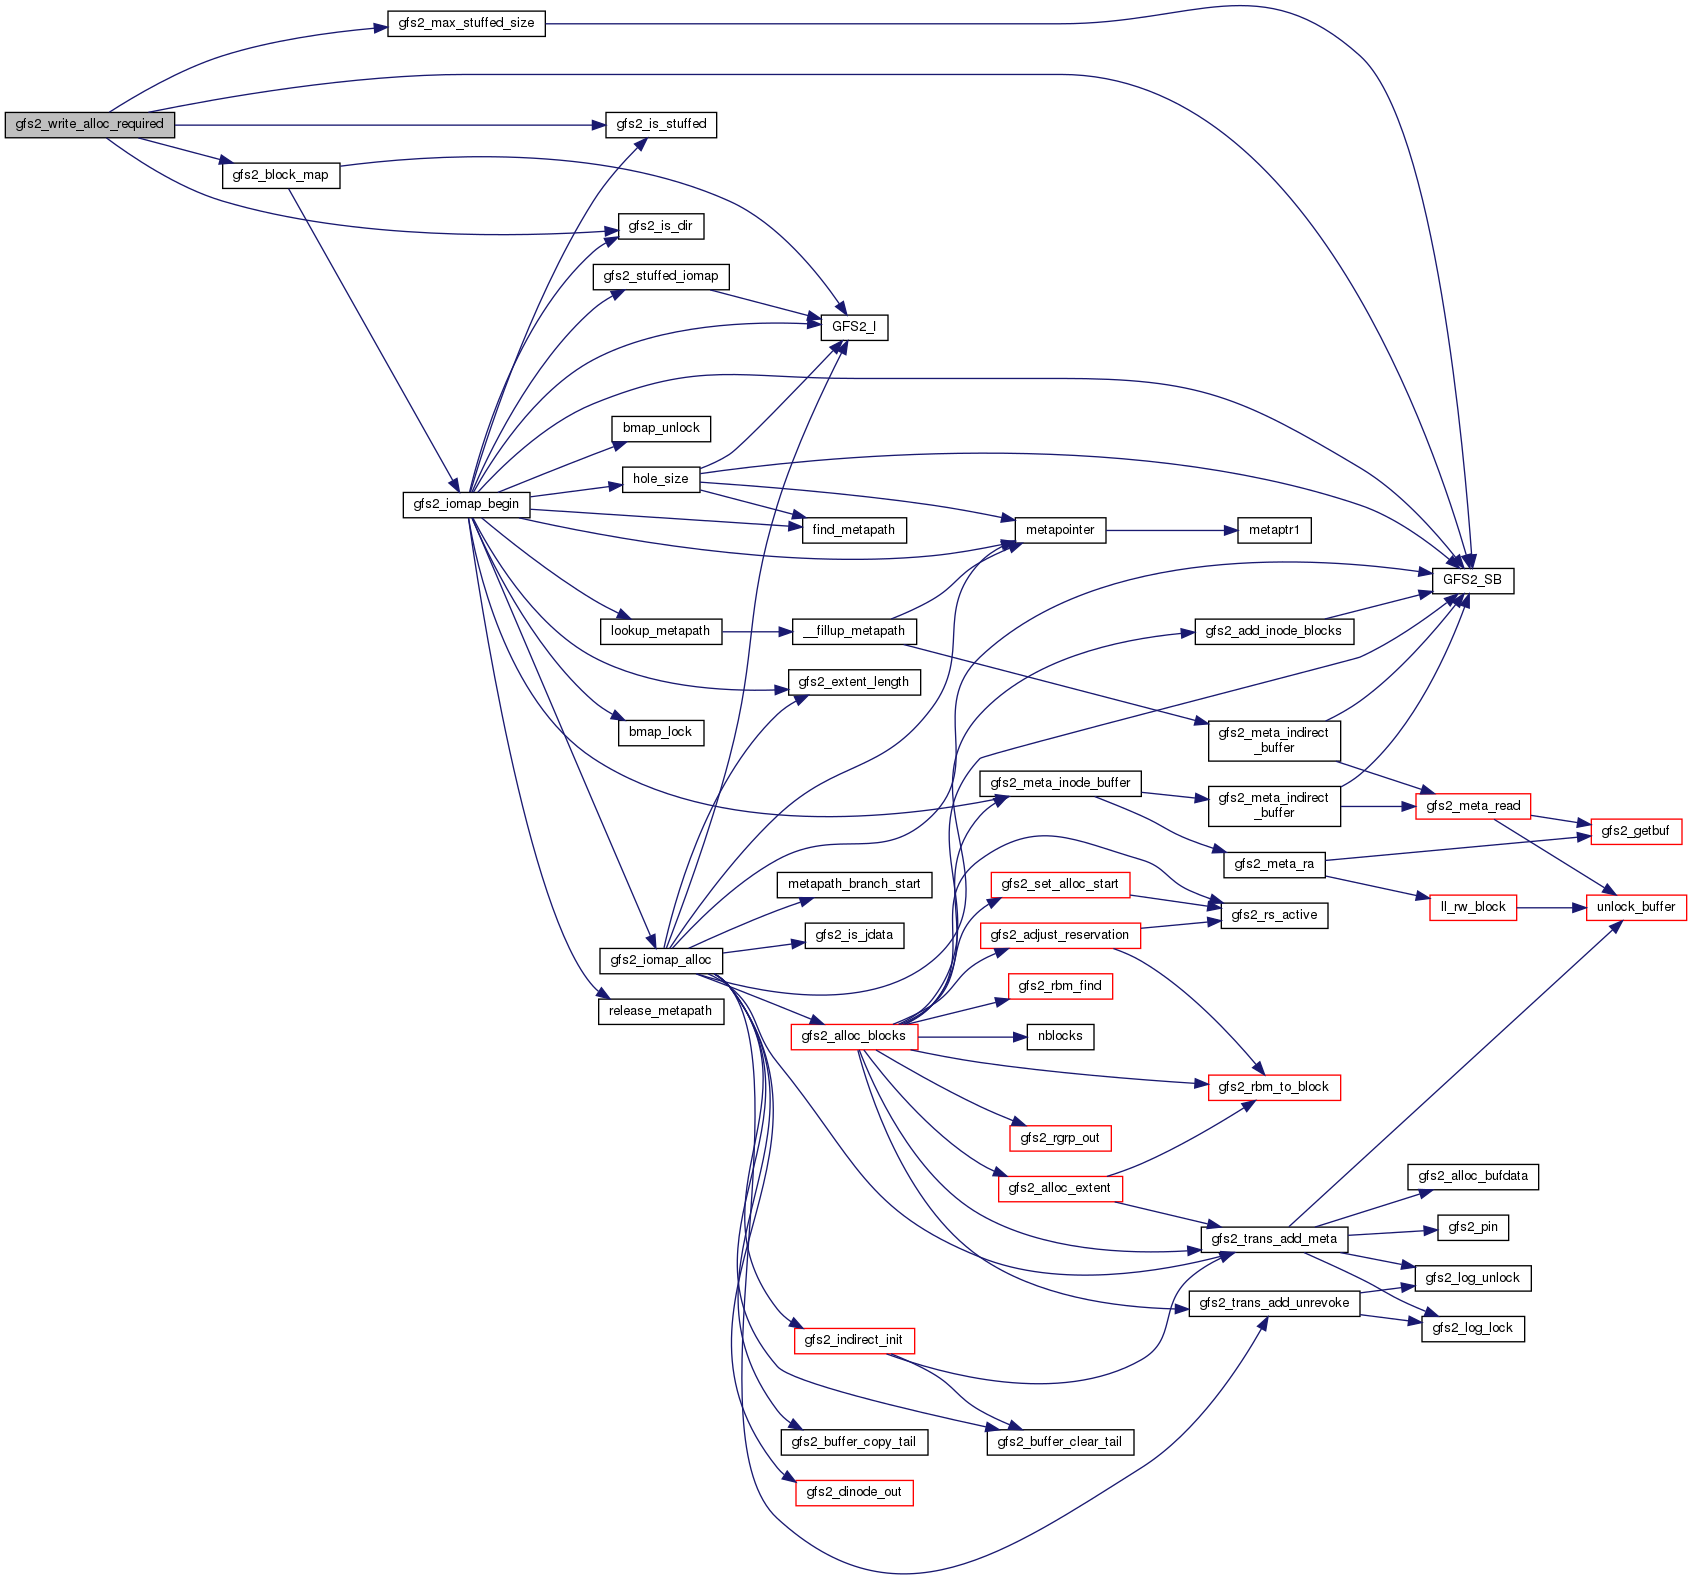 gfs2_max_stuffed_size
gfs2_write_alloc_required
gfs2_is_stuffed
gfs2_block_map
gfs2_is_dir
gfs2_stuffed_iomap
GFS2_I
bmap_unlock
hole_size
gfs2_iomap_begin
find_metapath
metapointer
metaptr1
GFS2_SB
lookup_metapath
__fillup_metapath
gfs2_add_inode_blocks
gfs2_extent_length
bmap_lock
gfs2_meta_indirect
_buffer
gfs2_meta_inode_buffer
gfs2_meta_indirect
_buffer
gfs2_meta_read
gfs2_getbuf
gfs2_meta_ra
metapath_branch_start
gfs2_set_alloc_start
gfs2_rs_active
ll_rw_block
unlock_buffer
gfs2_is_jdata
gfs2_adjust_reservation
gfs2_iomap_alloc
gfs2_rbm_find
release_metapath
gfs2_alloc_blocks
nblocks
gfs2_rbm_to_block
gfs2_rgrp_out
gfs2_alloc_extent
gfs2_alloc_bufdata
gfs2_pin
gfs2_trans_add_meta
gfs2_log_unlock
gfs2_trans_add_unrevoke
gfs2_log_lock
gfs2_indirect_init
gfs2_buffer_copy_tail
gfs2_buffer_clear_tail
gfs2_dinode_out